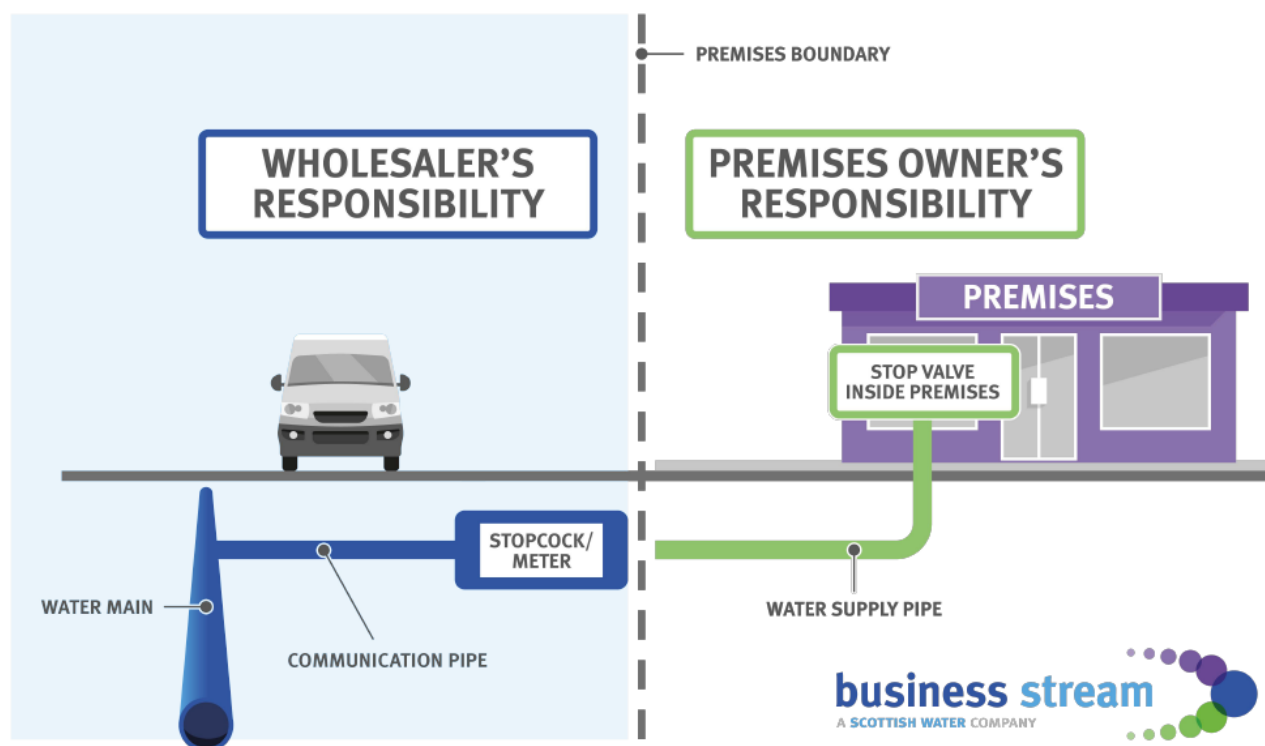 PREMISES BOUNDARY
WHOLESALER'S
RESPONSIBILITY
PREMISES OWNER'S
RESPONSIBILITY
PREMISES
STOP VALVE
INSIDE PREMISES
STOPCOCK/
METER
WATER MAIN
COMMUNICATION PIPE
WATER SUPPLY PIPE
business stream
A SCOTTISH WATER COMPANY